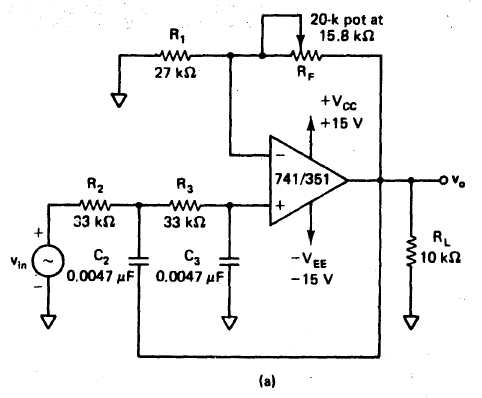 20-k pot at
15.8 kΩ
R1
27 kΩ
RF
+VCC
+15 V
−
741/351
+
vo
R2
33 kΩ
R3
33 kΩ
RL
10 kΩ
+
vin
~
−
C2
0.0047 μF
C3
0.0047 μF
−VEE
−15 V
(a)